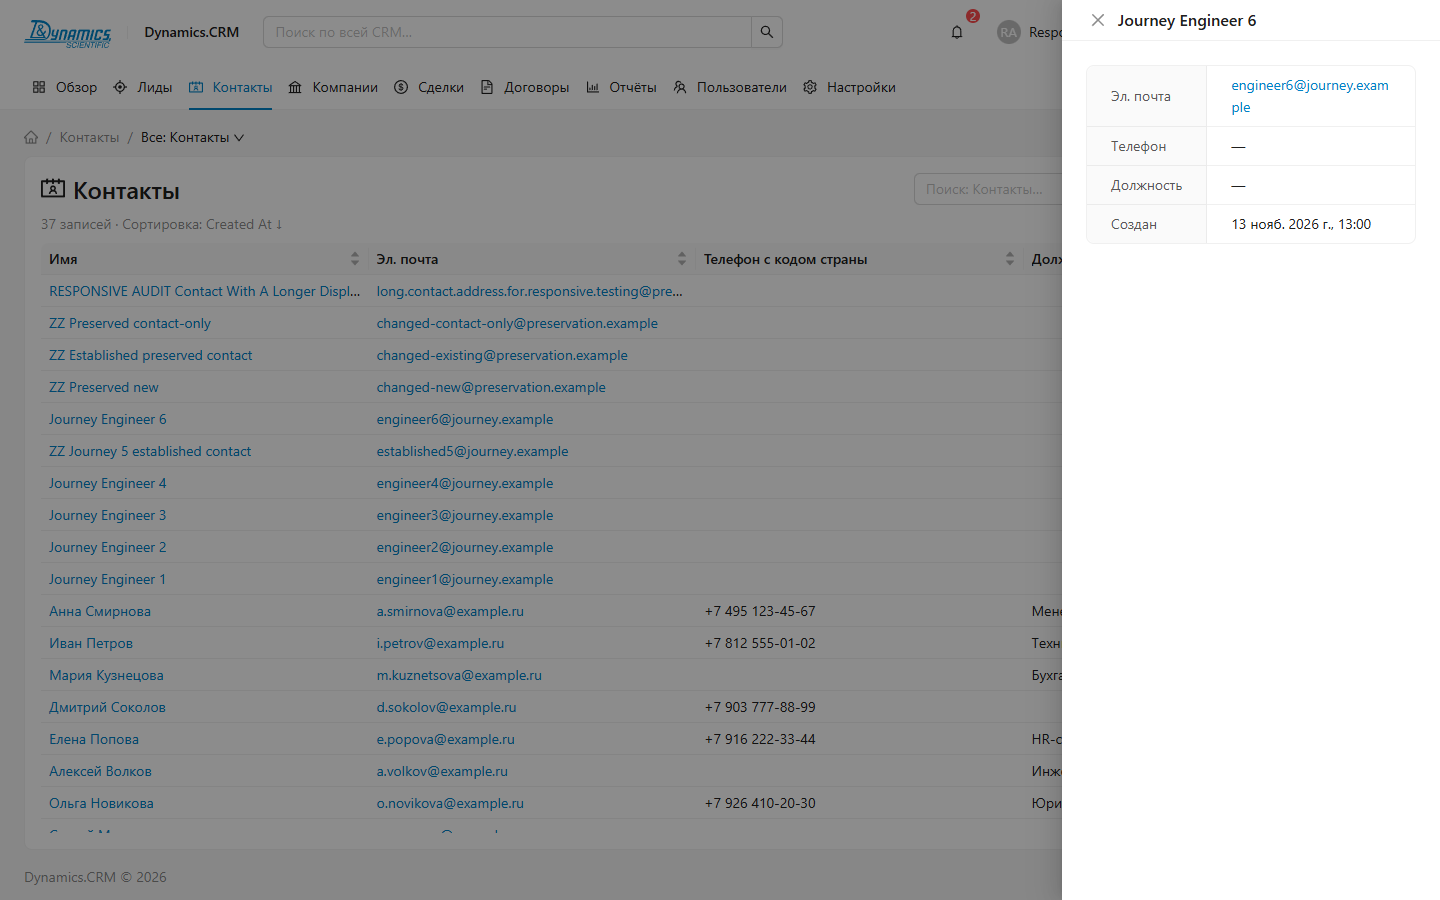 Dynamics
SCIENTIFIC
Dynamics.CRM
Поиск по всей CRM...
2
RA
Respo
Обзор
Лиды
Контакты
Компании
Сделки
Договоры
Отчёты
Пользователи
Настройки
/ Контакты / Все: Контакты
Контакты
Поиск: Контакты...
37 записей · Сортировка: Created At ↓
Имя
Эл. почта
Телефон с кодом страны
Долж
RESPONSIVE AUDIT Contact With A Longer Displ...
long.contact.address.for.responsive.testing@pre...
ZZ Preserved contact-only
changed-contact-only@preservation.example
ZZ Established preserved contact
changed-existing@preservation.example
ZZ Preserved new
changed-new@preservation.example
Journey Engineer 6
engineer6@journey.example
ZZ Journey 5 established contact
established5@journey.example
Journey Engineer 4
engineer4@journey.example
Journey Engineer 3
engineer3@journey.example
Journey Engineer 2
engineer2@journey.example
Journey Engineer 1
engineer1@journey.example
Анна Смирнова
a.smirnova@example.ru
+7 495 123-45-67
Мене
Иван Петров
i.petrov@example.ru
+7 812 555-01-02
Техн
Мария Кузнецова
m.kuznetsova@example.ru
Бухга
Дмитрий Соколов
d.sokolov@example.ru
+7 903 777-88-99
Елена Попова
e.popova@example.ru
+7 916 222-33-44
HR-с
Алексей Волков
a.volkov@example.ru
Инже
Ольга Новикова
o.novikova@example.ru
+7 926 410-20-30
Юри
Dynamics.CRM © 2026
Journey Engineer 6
Эл. почта
engineer6@journey.exam
ple
Телефон
—
Должность
—
Создан
13 нояб. 2026 г., 13:00